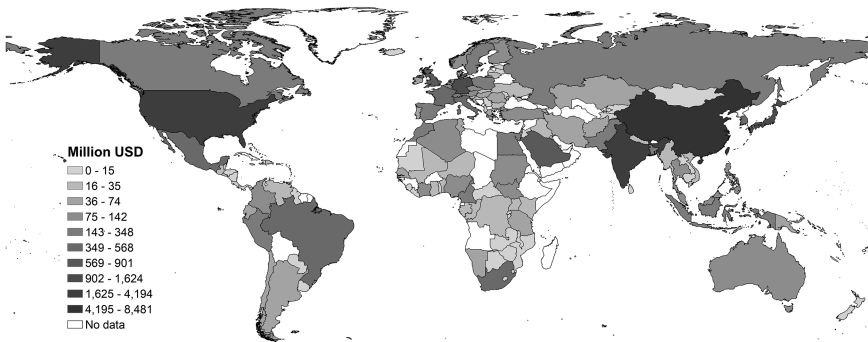 Million USD
0 - 15
16 - 35
36 - 74
75 - 142
143 - 348
349 - 568
569 - 901
902 - 1,624
1,625 - 4,194
4,195 - 8,481
No data